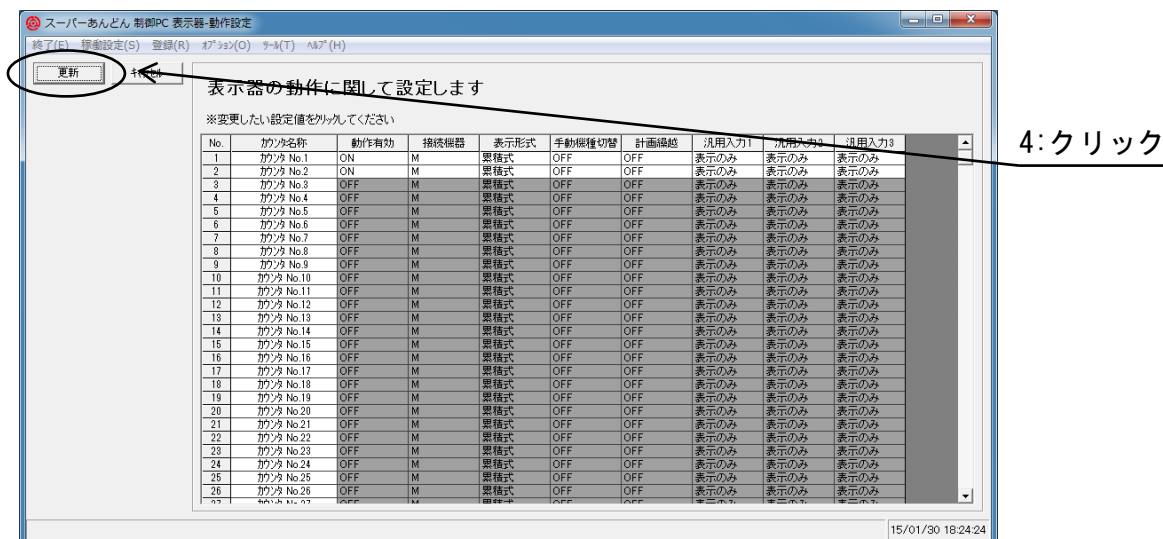 スーパーあんどん 制御PC 表示器-動作設定
終了(E) 稼働設定(S) 登録(R) ｵﾌﾟｼｮﾝ(O) ﾂｰﾙ(T) ﾍﾙﾌﾟ(H)
更新 ｷｬﾝｾﾙ
表示器の動作に関して設定します
※変更したい設定値をｸﾘｯｸしてください
4:クリック
No. ｶｳﾝﾀ名称 動作有効 接続機器 表示形式 手動機種切替 計画繰越 汎用入力1 汎用入力2 汎用入力3
1 ｶｳﾝﾀ No.1 ON M 累積式 OFF OFF 表示のみ 表示のみ 表示のみ
2 ｶｳﾝﾀ No.2 ON M 累積式 OFF OFF 表示のみ 表示のみ 表示のみ
3 ｶｳﾝﾀ No.3 OFF M 累積式 OFF OFF 表示のみ 表示のみ 表示のみ
4 ｶｳﾝﾀ No.4 OFF M 累積式 OFF OFF 表示のみ 表示のみ 表示のみ
5 ｶｳﾝﾀ No.5 OFF M 累積式 OFF OFF 表示のみ 表示のみ 表示のみ
6 ｶｳﾝﾀ No.6 OFF M 累積式 OFF OFF 表示のみ 表示のみ 表示のみ
7 ｶｳﾝﾀ No.7 OFF M 累積式 OFF OFF 表示のみ 表示のみ 表示のみ
8 ｶｳﾝﾀ No.8 OFF M 累積式 OFF OFF 表示のみ 表示のみ 表示のみ
9 ｶｳﾝﾀ No.9 OFF M 累積式 OFF OFF 表示のみ 表示のみ 表示のみ
10 ｶｳﾝﾀ No.10 OFF M 累積式 OFF OFF 表示のみ 表示のみ 表示のみ
11 ｶｳﾝﾀ No.11 OFF M 累積式 OFF OFF 表示のみ 表示のみ 表示のみ
12 ｶｳﾝﾀ No.12 OFF M 累積式 OFF OFF 表示のみ 表示のみ 表示のみ
13 ｶｳﾝﾀ No.13 OFF M 累積式 OFF OFF 表示のみ 表示のみ 表示のみ
14 ｶｳﾝﾀ No.14 OFF M 累積式 OFF OFF 表示のみ 表示のみ 表示のみ
15 ｶｳﾝﾀ No.15 OFF M 累積式 OFF OFF 表示のみ 表示のみ 表示のみ
16 ｶｳﾝﾀ No.16 OFF M 累積式 OFF OFF 表示のみ 表示のみ 表示のみ
17 ｶｳﾝﾀ No.17 OFF M 累積式 OFF OFF 表示のみ 表示のみ 表示のみ
18 ｶｳﾝﾀ No.18 OFF M 累積式 OFF OFF 表示のみ 表示のみ 表示のみ
19 ｶｳﾝﾀ No.19 OFF M 累積式 OFF OFF 表示のみ 表示のみ 表示のみ
20 ｶｳﾝﾀ No.20 OFF M 累積式 OFF OFF 表示のみ 表示のみ 表示のみ
21 ｶｳﾝﾀ No.21 OFF M 累積式 OFF OFF 表示のみ 表示のみ 表示のみ
22 ｶｳﾝﾀ No.22 OFF M 累積式 OFF OFF 表示のみ 表示のみ 表示のみ
23 ｶｳﾝﾀ No.23 OFF M 累積式 OFF OFF 表示のみ 表示のみ 表示のみ
24 ｶｳﾝﾀ No.24 OFF M 累積式 OFF OFF 表示のみ 表示のみ 表示のみ
25 ｶｳﾝﾀ No.25 OFF M 累積式 OFF OFF 表示のみ 表示のみ 表示のみ
26 ｶｳﾝﾀ No.26 OFF M 累積式 OFF OFF 表示のみ 表示のみ 表示のみ
15/01/30 18:24:24